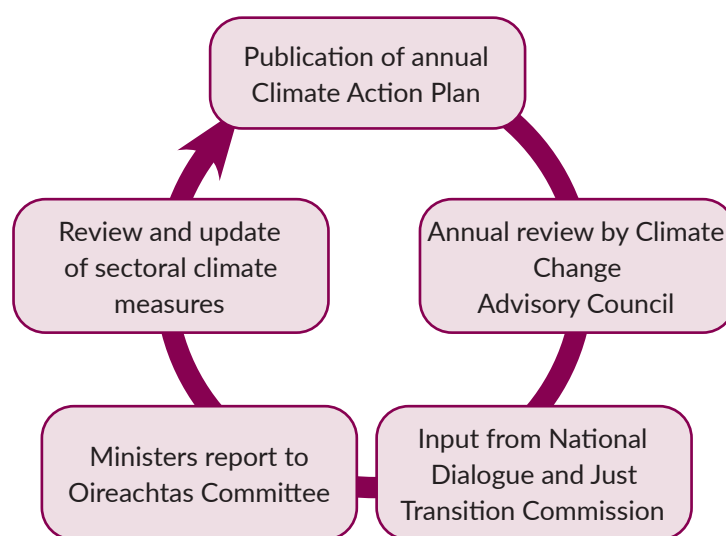 Publication of annual
Climate Action Plan
Annual review by Climate
Change
Advisory Council
Input from National
Dialogue and Just
Transition Commission
Ministers report to
Oireachtas Committee
Review and update
of sectoral climate
measures